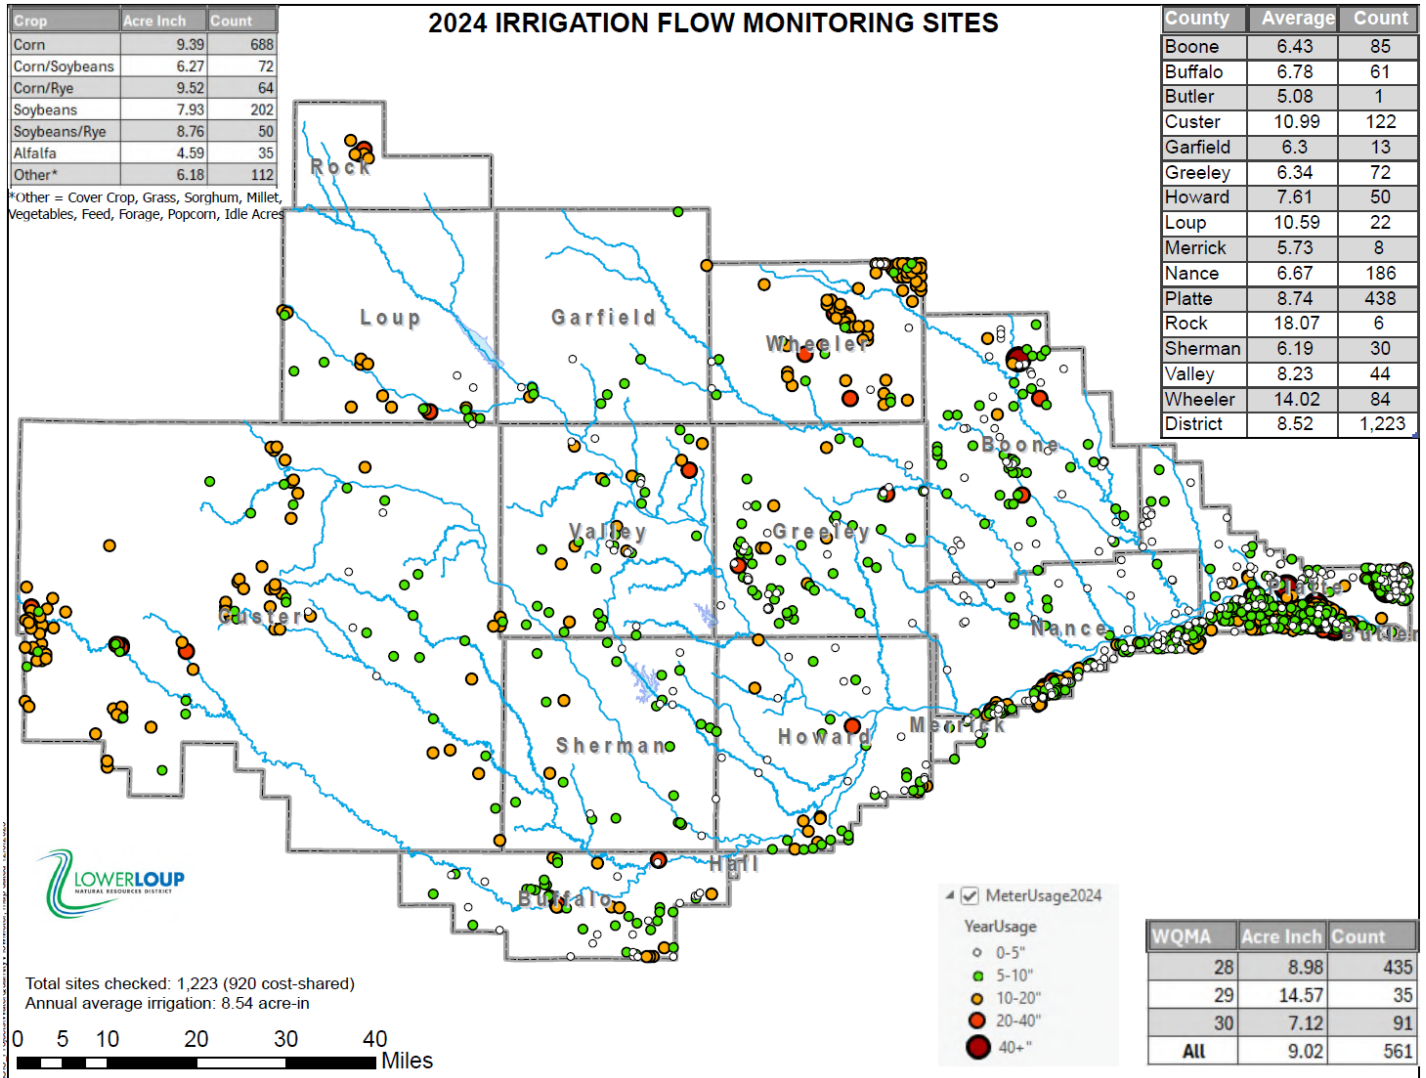 2024 IRRIGATION FLOW MONITORING SITES
Crop Acre Inch Count
Corn 9.39 688
Corn/Soybeans 6.27 72
Corn/Rye 9.52 64
Soybeans 7.93 202
Soybeans/Rye 8.76 50
Alfalfa 4.59 35
Other* 6.18 112
*Other = Cover Crop, Grass, Sorghum, Millet,
Vegetables, Feed, Forage, Popcorn, Idle Acres
County Average Count
Boone 6.43 85
Buffalo 6.78 61
Butler 5.08 1
Custer 10.99 122
Garfield 6.3 13
Greeley 6.34 72
Howard 7.61 50
Loup 10.59 22
Merrick 5.73 8
Nance 6.67 186
Platte 8.74 438
Rock 18.07 6
Sherman 6.19 30
Valley 8.23 44
Wheeler 14.02 84
District 8.52 1,223
Rock
Loup
Garfield
Wheeler
Boone
Valley
Greeley
Custer
Platte
Nance
Butler
Merrick
Howard
Sherman
Hall
Buffalo
LOWERLOUP
NATURAL RESOURCES DISTRICT
MeterUsage2024
YearUsage
0-5"
5-10"
10-20"
20-40"
40+"
WQMA Acre Inch Count
28 8.98 435
29 14.57 35
30 7.12 91
All 9.02 561
Total sites checked: 1,223 (920 cost-shared)
Annual average irrigation: 8.54 acre-in
0 5 10 20 30 40
Miles